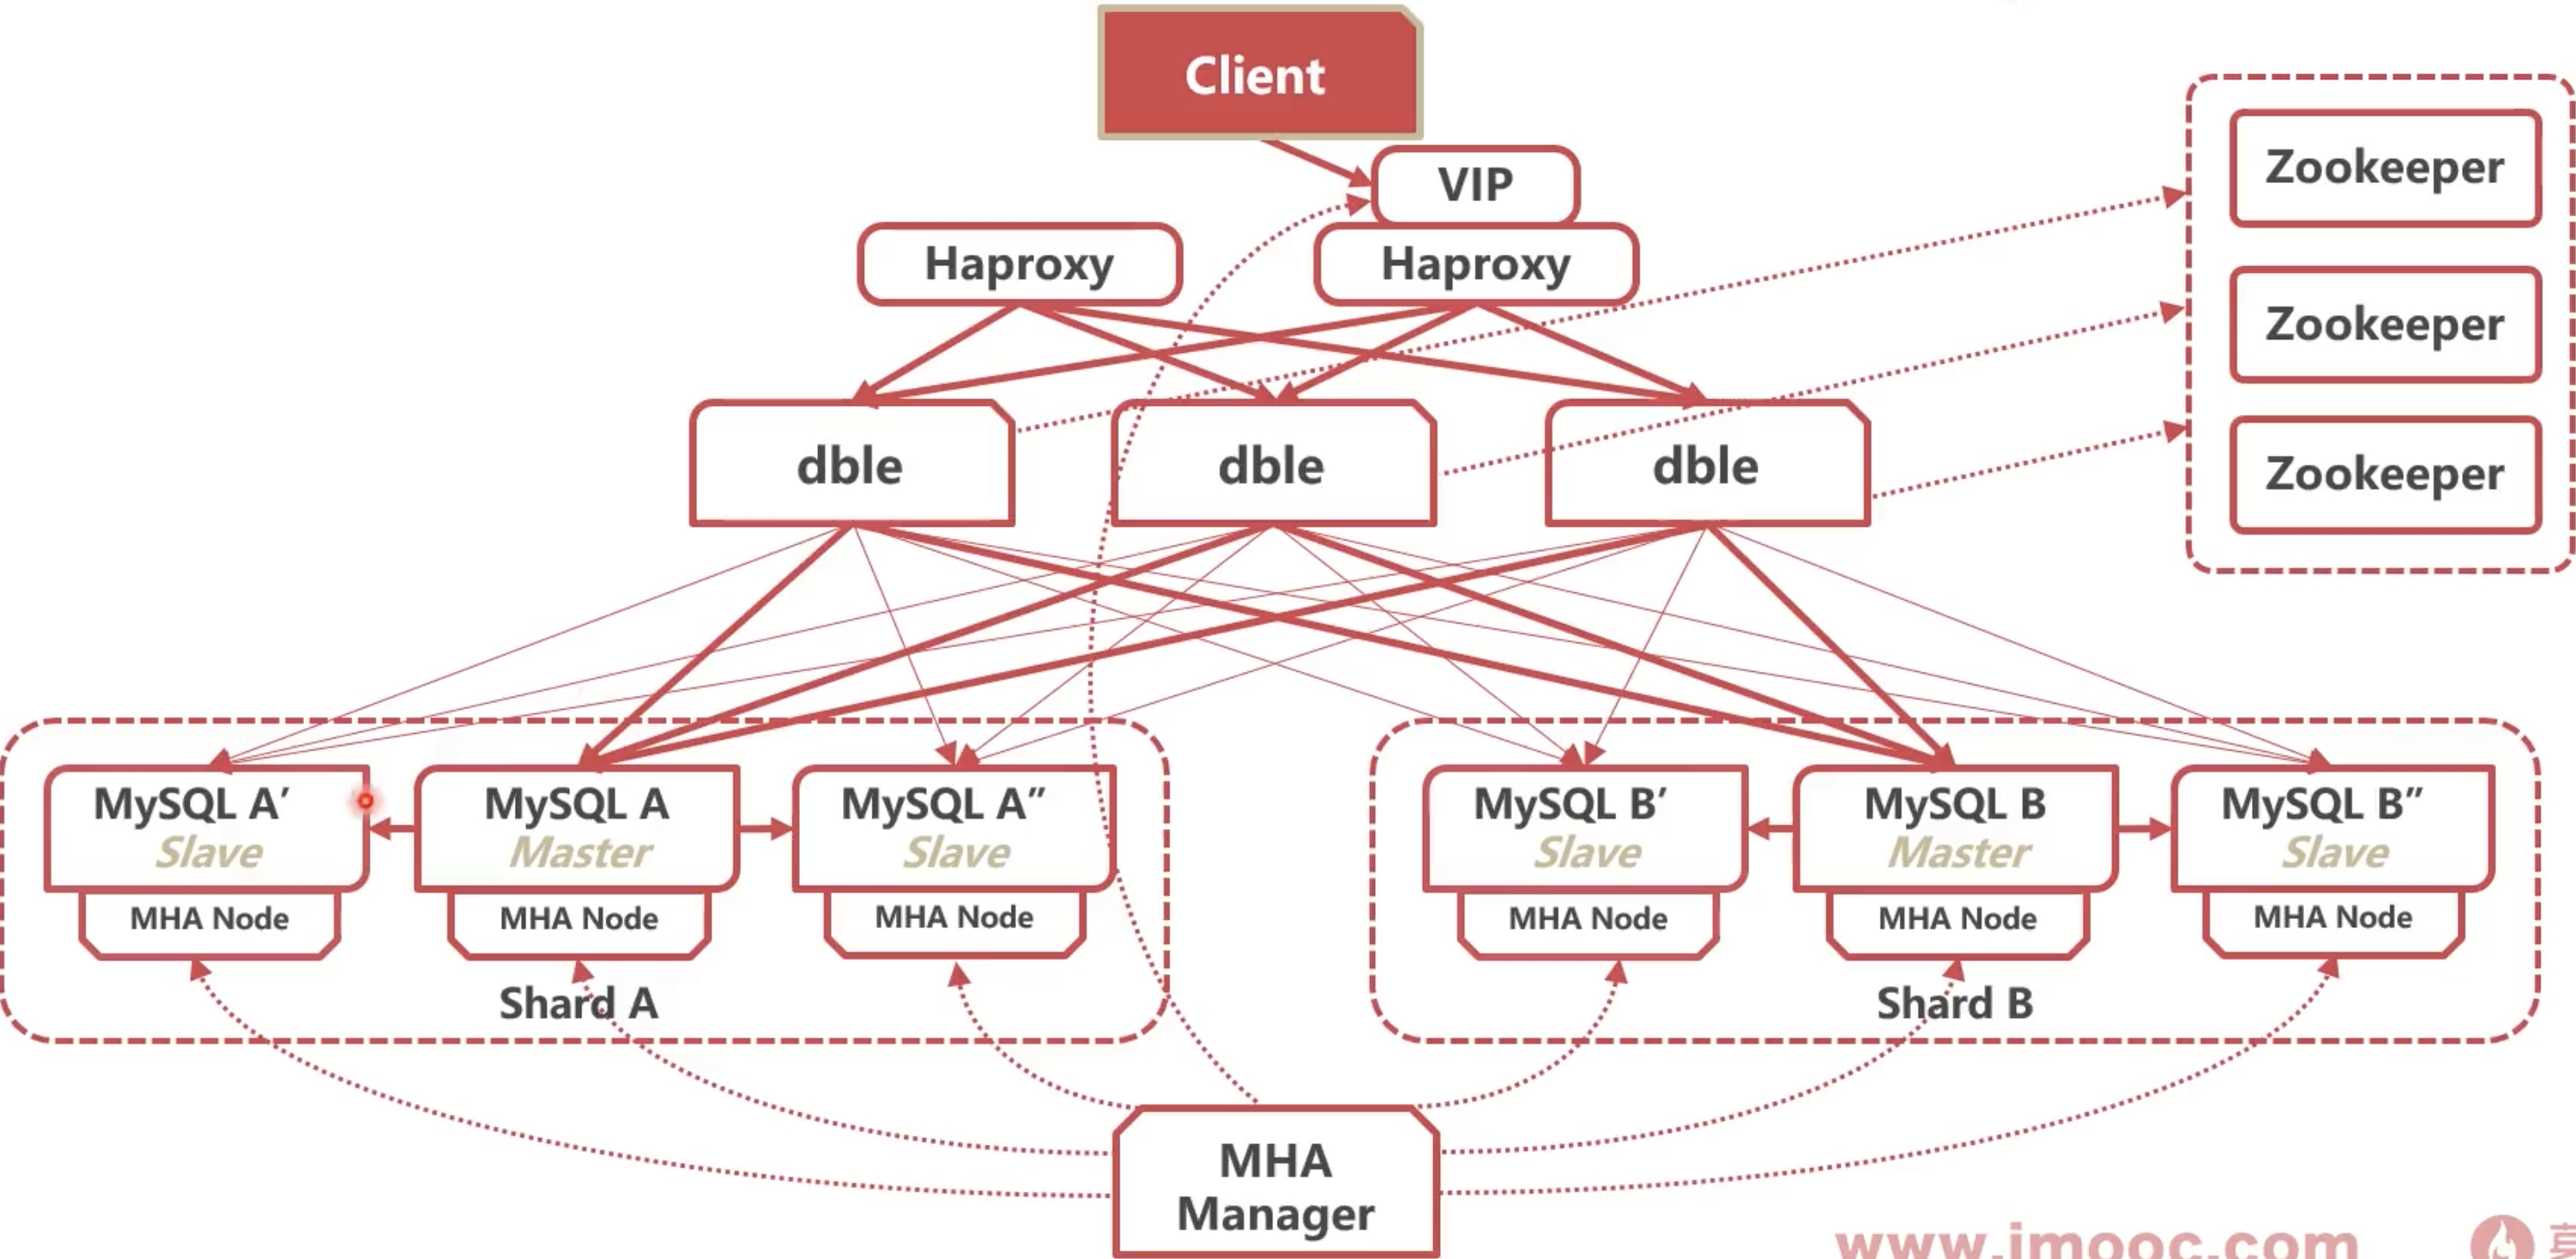 Client
VIP
Haproxy
Haproxy
Zookeeper
Zookeeper
Zookeeper
dble
dble
dble
MySQL A′
Slave
MHA Node
MySQL A
Master
MHA Node
MySQL A″
Slave
MHA Node
Shard A
MySQL B′
Slave
MHA Node
MySQL B
Master
MHA Node
MySQL B″
Slave
MHA Node
Shard B
MHA
Manager
www.imooc.com